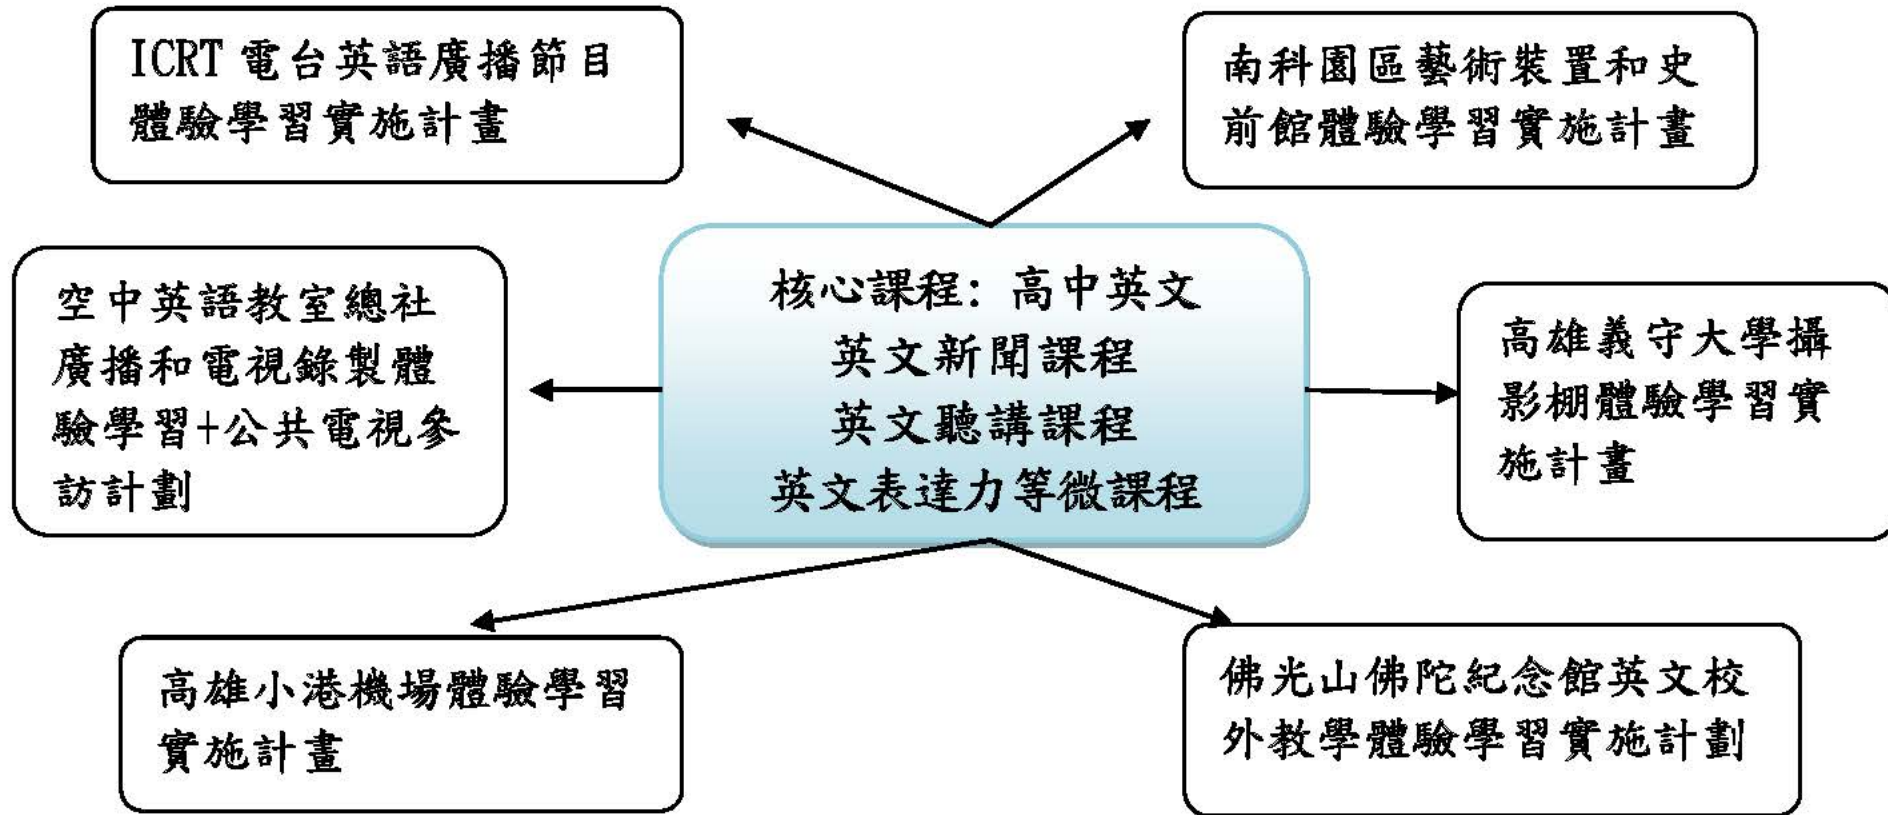 ICRT 電台英語廣播節目
體驗學習實施計畫
南科園區藝術裝置和史
前館體驗學習實施計畫
空中英語教室總社
廣播和電視錄製體
驗學習+公共電視參
訪計劃
核心課程: 高中英文
英文新聞課程
英文聽講課程
英文表達力等微課程
高雄義守大學攝
影棚體驗學習實
施計畫
高雄小港機場體驗學習
實施計畫
佛光山佛陀紀念館英文校
外教學體驗學習實施計劃